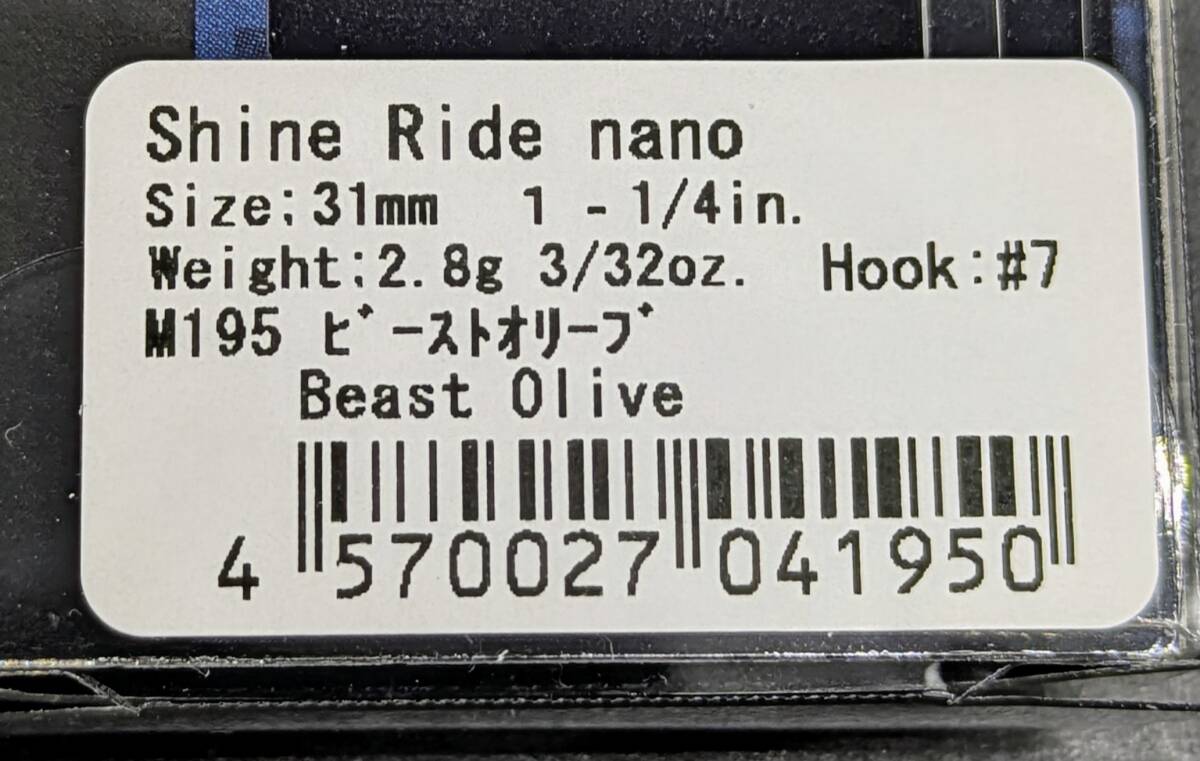 Shine Ride nano
Size:31mm 1 -1/4in.
Weight:2.8g 3/32oz. Hook:#7
M195 ﾋﾞｰｽﾄｵﾘｰﾌﾞ
Beast Olive
4 570027 041950